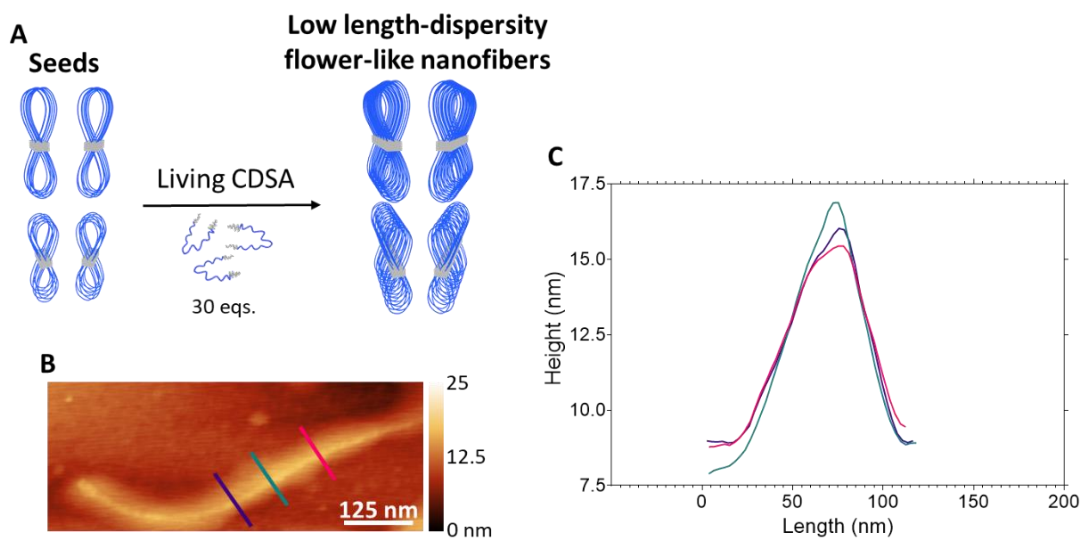 A
Seeds
Low length-dispersity
flower-like nanofibers
Living CDSA
30 eqs.
B
25
12.5
0 nm
125 nm
C
17.5
15.0
12.5
10.0
7.5
Height (nm)
0
50
100
150
200
Length (nm)